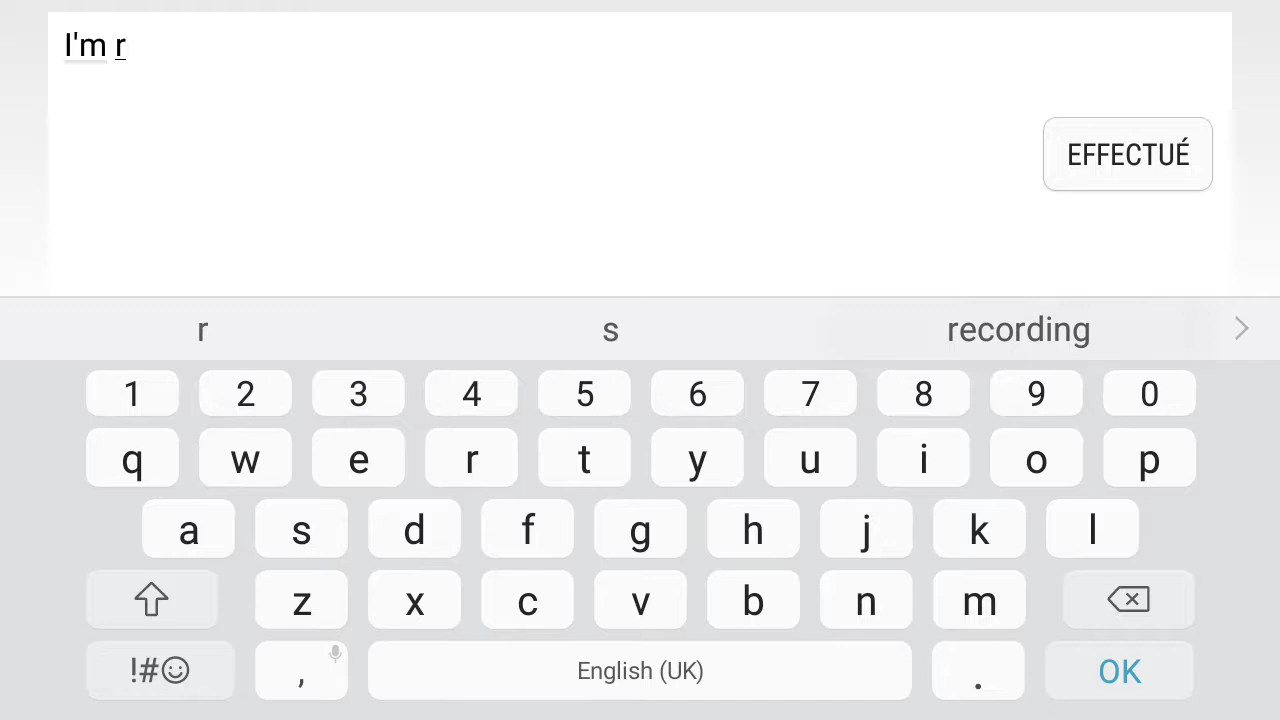 I'm r
EFFECTUÉ
r s recording
1 2 3 4 5 6 7 8 9 0
q w e r t y u i o p
a s d f g h j k l
z x c v b n m
!#☺ , English (UK) . OK